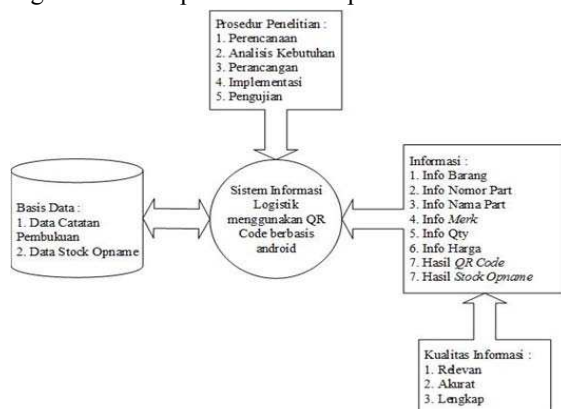 Prosedur Penelitian :
1. Perencanaan
2. Analisis Kebutuhan
3. Perancangan
4. Implementasi
5. Pengujian
Basis Data :
1. Data Catatan
Pembukuan
2. Data Stock Opname
Sistem Informasi
Logistik
menggunakan QR
Code berbasis
android
Informasi :
1. Info Barang
2. Info Nomor Part
3. Info Nama Part
4. Info Merk
5. Info Qty
6. Info Harga
7. Hasil QR Code
7. Hasil Stock Opname
Kualitas Informasi :
1. Relevan
2. Akurat
3. Lengkap